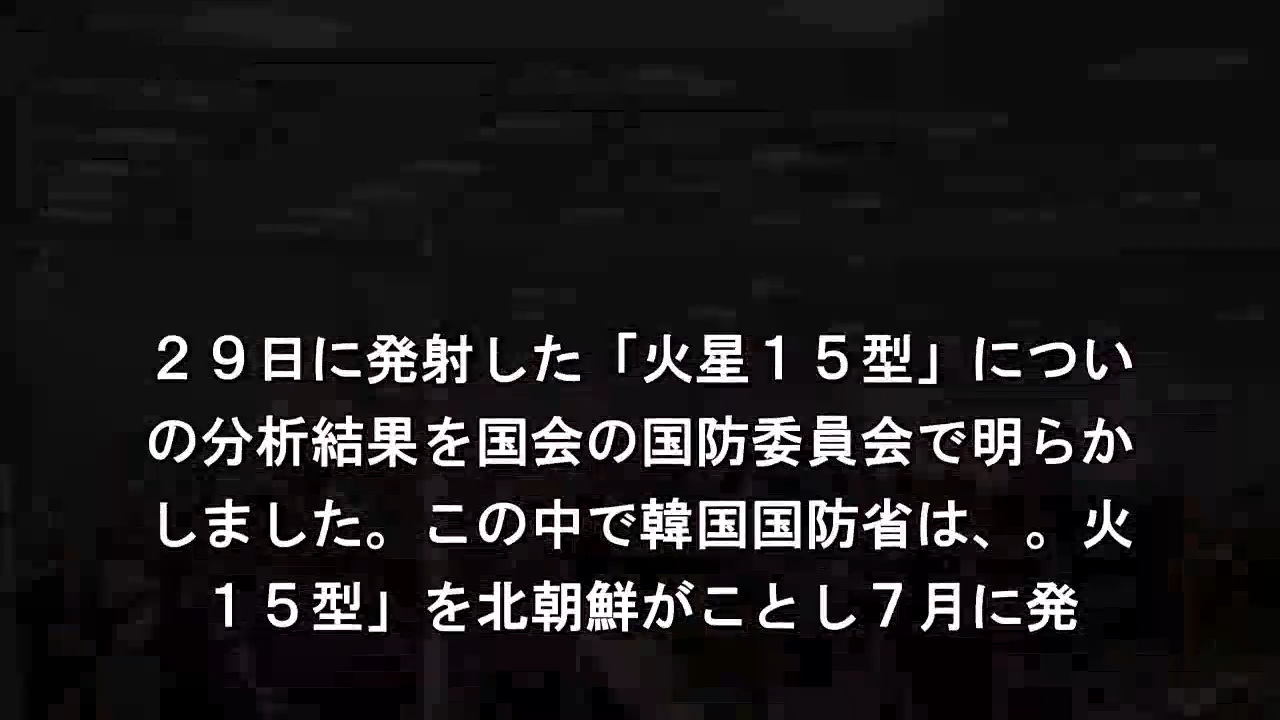 ２９日に発射した「火星１５型」につい
の分析結果を国会の国防委員会で明らか
しました。この中で韓国国防省は、。火
１５型」を北朝鮮がことし７月に発